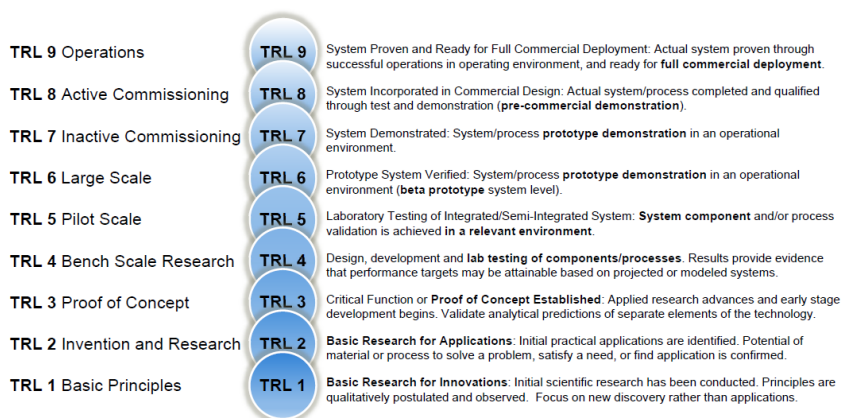 TRL 9 Operations
TRL 9
System Proven and Ready for Full Commercial Deployment: Actual system proven through
successful operations in operating environment, and ready for full commercial deployment.
TRL 8 Active Commissioning
TRL 8
System Incorporated in Commercial Design: Actual system/process completed and qualified
through test and demonstration (pre-commercial demonstration).
TRL 7 Inactive Commissioning
TRL 7
System Demonstrated: System/process prototype demonstration in an operational
environment.
TRL 6 Large Scale
TRL 6
Prototype System Verified: System/process prototype demonstration in an operational
environment (beta prototype system level).
TRL 5 Pilot Scale
TRL 5
Laboratory Testing of Integrated/Semi-Integrated System: System component and/or process
validation is achieved in a relevant environment.
TRL 4 Bench Scale Research
TRL 4
Design, development and lab testing of components/processes. Results provide evidence
that performance targets may be attainable based on projected or modeled systems.
TRL 3 Proof of Concept
TRL 3
Critical Function or Proof of Concept Established: Applied research advances and early stage
development begins. Validate analytical predictions of separate elements of the technology.
TRL 2 Invention and Research
TRL 2
Basic Research for Applications: Initial practical applications are identified. Potential of
material or process to solve a problem, satisfy a need, or find application is confirmed.
TRL 1 Basic Principles
TRL 1
Basic Research for Innovations: Initial scientific research has been conducted. Principles are
qualitatively postulated and observed. Focus on new discovery rather than applications.